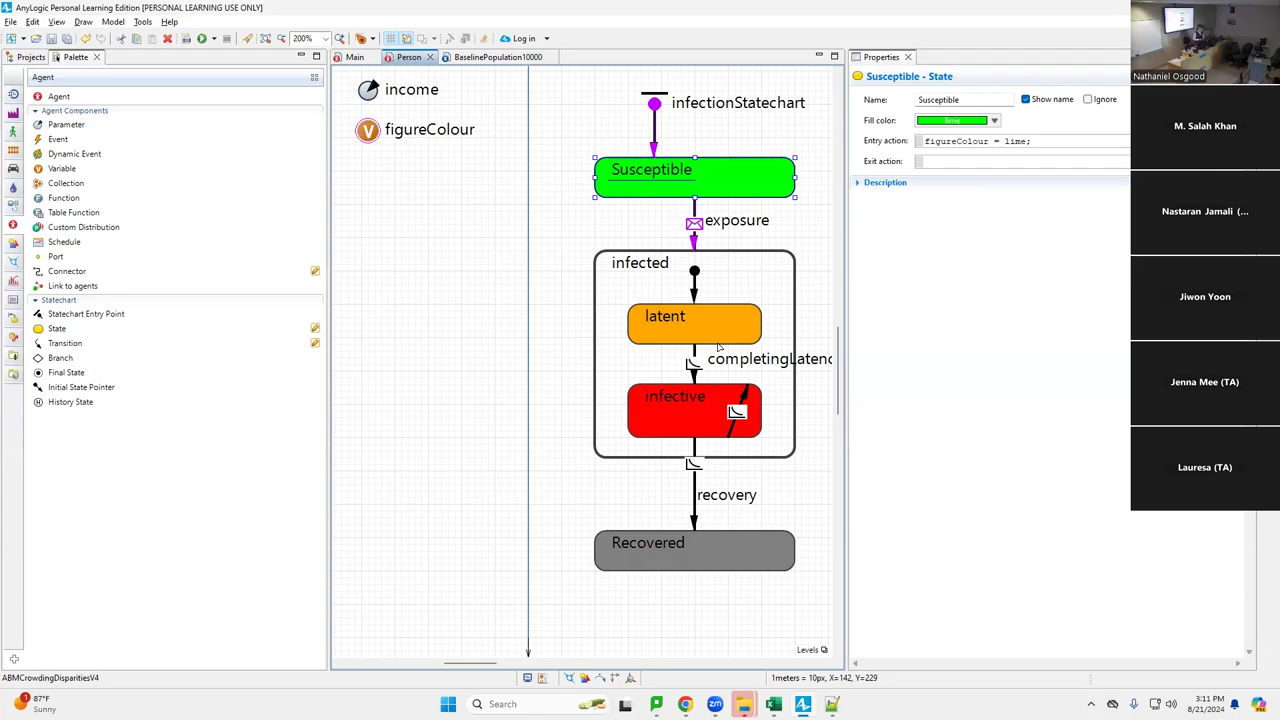 AnyLogic Personal Learning Edition [PERSONAL LEARNING USE ONLY]
File Edit View Draw Model Tools Help
200% Log in
Projects Palette
Main Person BaselinePopulation10000
Properties
Agent
Agent
Agent Components
Parameter
Event
Dynamic Event
Variable
Collection
Function
Table Function
Custom Distribution
Schedule
Port
Connector
Link to agents
Statechart
Statechart Entry Point
State
Transition
Branch
Final State
Initial State Pointer
History State
income
V figureColour
infectionStatechart
Susceptible
exposure
infected
latent
completingLatenc
infective
recovery
Recovered
Levels
Susceptible - State
Name: Susceptible Show name Ignore
Fill color: lime
Entry action: figureColour = lime;
Exit action:
Description
Nathaniel Osgood
M. Salah Khan
Nastaran Jamali (...
Jiwon Yoon
Jenna Mee (TA)
Lauresa (TA)
ABMCrowdingDisparitiesV4
1meters = 10px, X=142, Y=229
1
87°F
Sunny
Search
zm
3:11 PM
8/21/2024